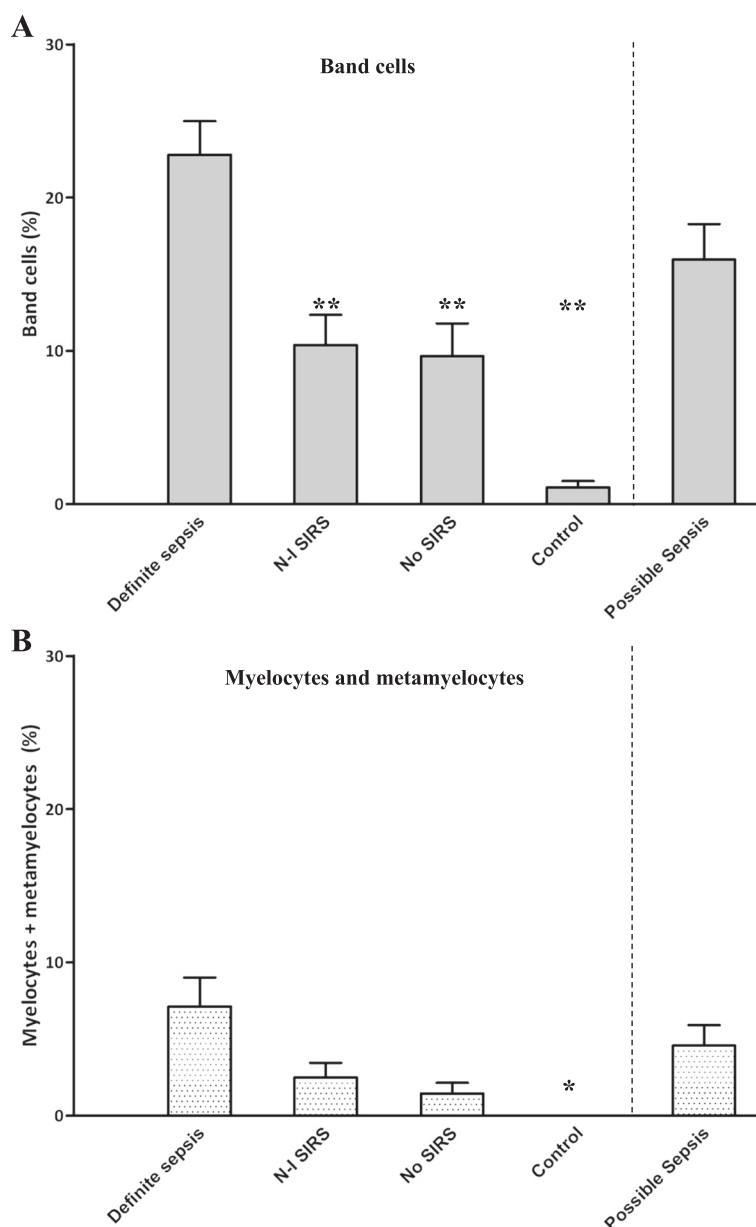 A
Band cells
Band cells (%)
30
20
10
0
**
**
**
Definite sepsis
N-I SIRS
No SIRS
Control
Possible Sepsis
B
Myelocytes and metamyelocytes
Myelocytes + metamyelocytes (%)
30
20
10
0
*
Definite sepsis
N-I SIRS
No SIRS
Control
Possible Sepsis